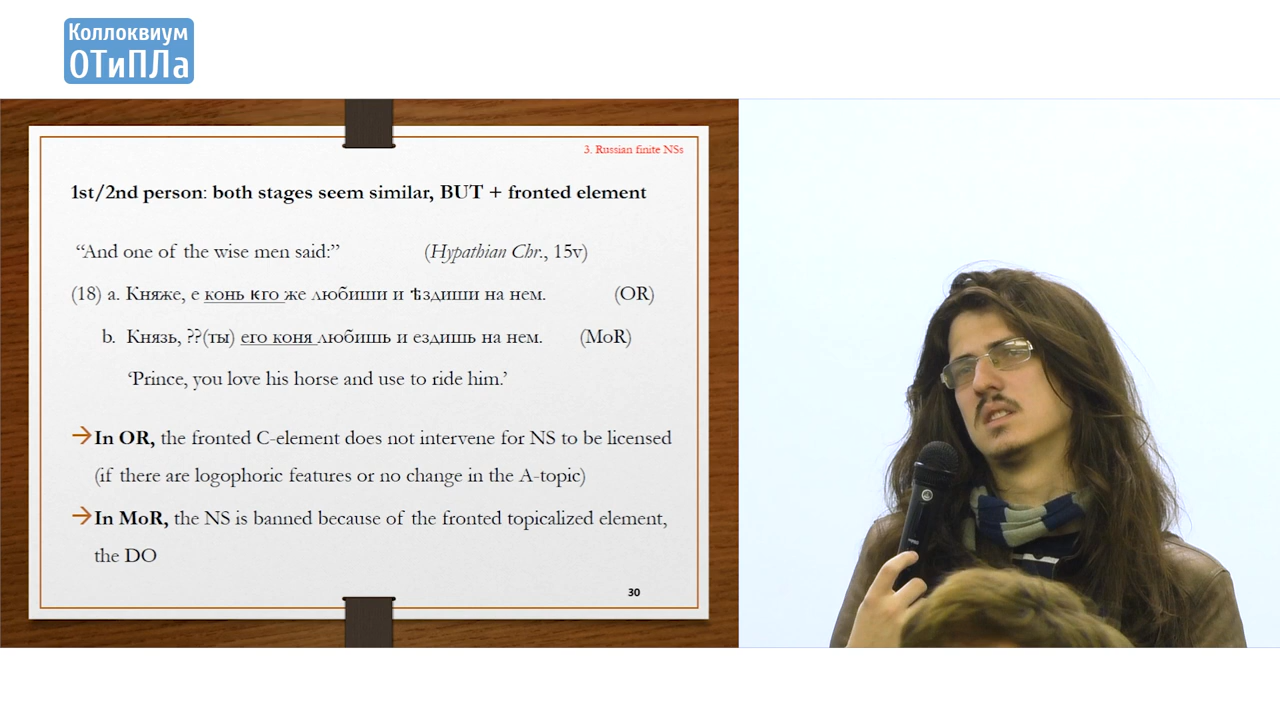 Коллоквиум
ОТиПЛа
3. Russian finite NSs
1st/2nd person: both stages seem similar, BUT + fronted element
“And one of the wise men said:” (Hypathian Chr., 15v)
(18) a. Княже, е конь ѥго же любиши и ѣздиши на нем. (OR)
b. Князь, ??(ты) его коня любишь и ездишь на нем. (MoR)
‘Prince, you love his horse and use to ride him.’
→In OR, the fronted C-element does not intervene for NS to be licensed
(if there are logophoric features or no change in the A-topic)
→In MoR, the NS is banned because of the fronted topicalized element,
the DO
30